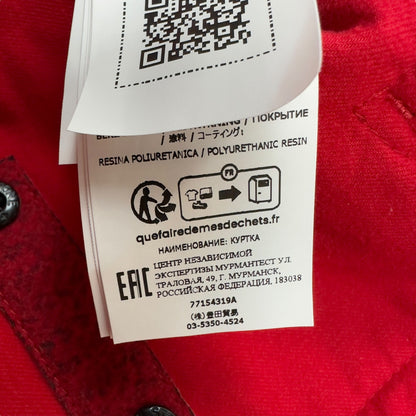 / ПОКРЫТИЕ
/ 塗料 / コーティング /
RESINA POLIURETANICA / POLYURETHANIC RESIN
FR
quefairedemesdechets.fr
НАИМЕНОВАНИЕ: КУРТКА
ЦЕНТР НЕЗАВИСИМОЙ
ЭКСПЕРТИЗЫ МУРМАНТЕСТ УЛ.
ТРАЛОВАЯ, 49, Г. МУРМАНСК,
РОССИЙСКАЯ ФЕДЕРАЦИЯ, 183038
EAC
77154319A
(株)豊田貿易
03-5350-4524